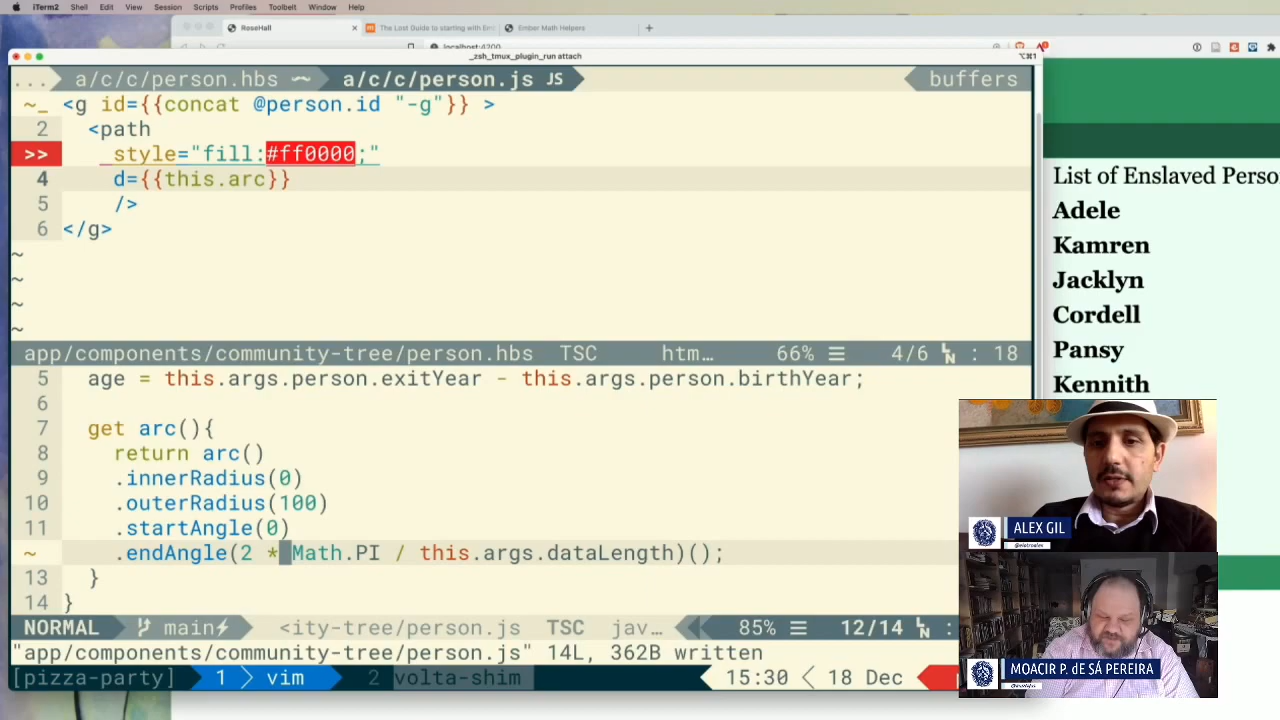 iTerm2 Shell Edit View Session Scripts Profiles Toolbelt Window Help
RoseHall × The Lost Guide to starting with Em Ember Math Helpers +
localhost:4200
_zsh_tmux_plugin_run attach ⌥⌘1
... a/c/c/person.hbs ~ a/c/c/person.js JS buffers
~_ <g id={{concat @person.id "-g"}} >
2 <path
>> style="fill:#ff0000;"
4 d={{this.arc}}
5 />
6 </g>
~
~
~
~
app/components/community-tree/person.hbs TSC htm… 66% ☰ 4/6 LN : 18
5 age = this.args.person.exitYear - this.args.person.birthYear;
6
7 get arc(){
8 return arc()
9 .innerRadius(0)
10 .outerRadius(100)
11 .startAngle(0)
~ .endAngle(2 * Math.PI / this.args.dataLength)();
13 }
14 }
NORMAL main⚡ <ity-tree/person.js TSC jav… 85% ☰ 12/14 LN :
"app/components/community-tree/person.js" 14L, 362B written
[pizza-party] 1 > vim 2 volta-shim 15:30 < 18 Dec
List of Enslaved Perso
Adele
Kamren
Jacklyn
Cordell
Pansy
Kennith
ALEX GIL
@elotroalex
MOACIR P. dE SÁ PEREIRA